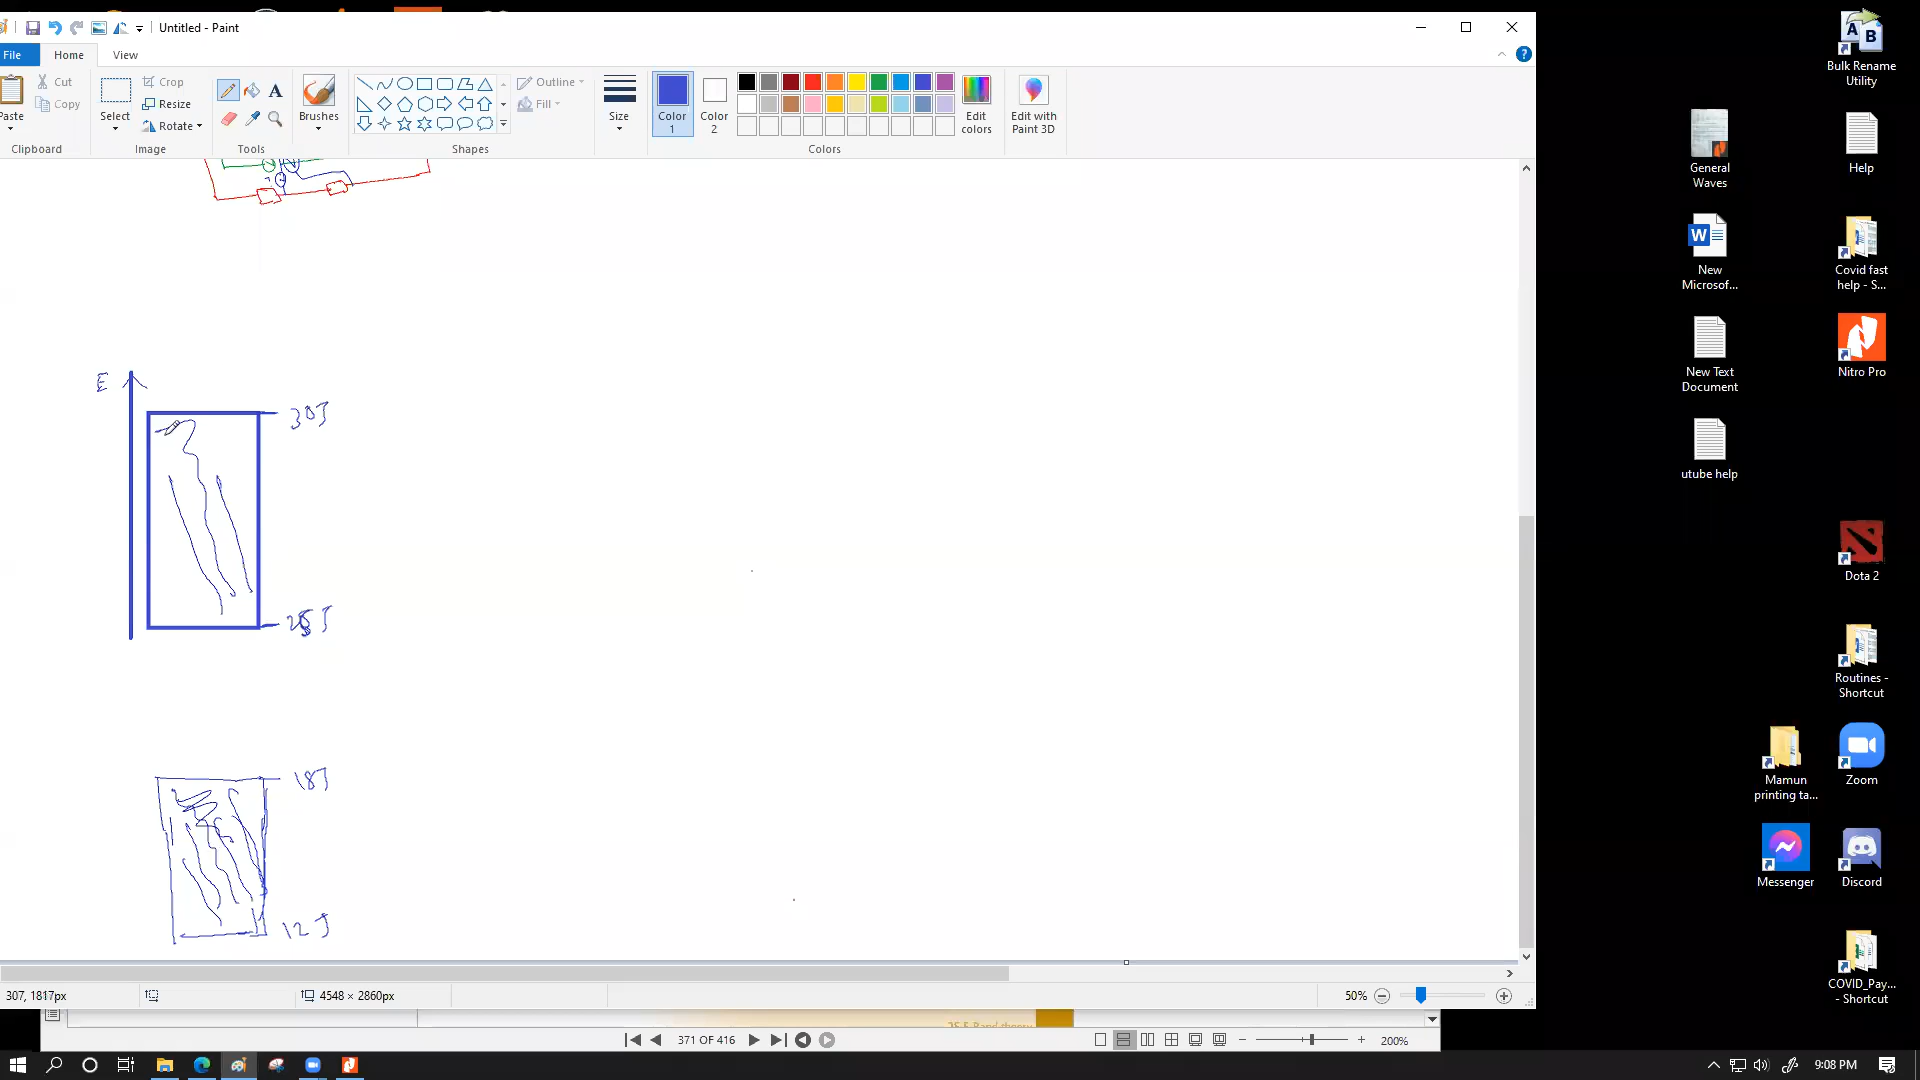 Untitled - Paint
File
Home
View
Paste
Cut
Copy
Clipboard
Select
Crop
Resize
Rotate
Image
A
Tools
Brushes
Shapes
Outline
Fill
Size
Color 1
Color 2
Edit colors
Colors
Edit with Paint 3D
E
30J
18J
12J
307, 1817px
4548 × 2860px
50%
25.5 Band theory
371 OF 416
200%
9:08 PM
Bulk Rename Utility
General Waves
Help
New Microsof...
Covid fast help - S...
New Text Document
Nitro Pro
utube help
Dota 2
Routines - Shortcut
Mamun printing ta...
Zoom
Messenger
Discord
COVID_Pay... - Shortcut